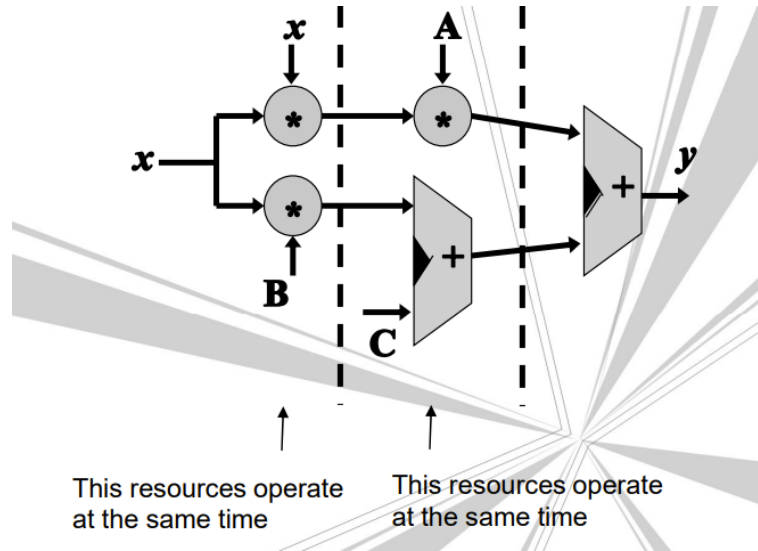 x A
* *
x y
+
*
+
B
C
This resources operate
at the same time
This resources operate
at the same time